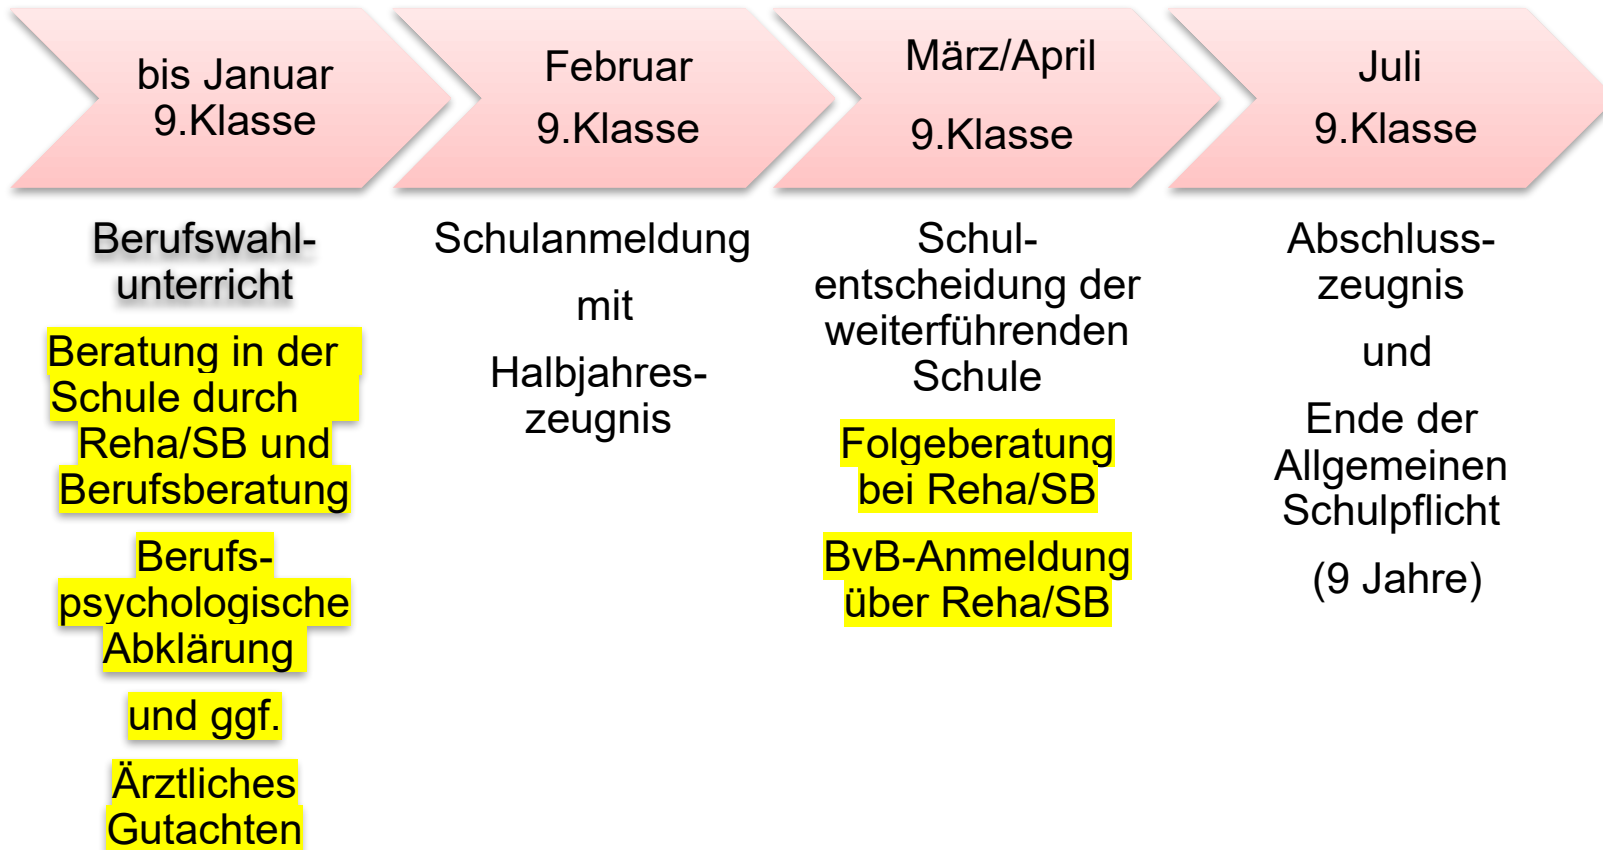 bis Januar
9.Klasse
Februar
9.Klasse
März/April
9.Klasse
Juli
9.Klasse
Berufswahl-
unterricht
Beratung in der
Schule durch
Reha/SB und
Berufsberatung
Berufs-
psychologische
Abklärung
und ggf.
Ärztliches
Gutachten
Schulanmeldung
mit
Halbjahres-
zeugnis
Schul-
entscheidung der
weiterführenden
Schule
Folgeberatung
bei Reha/SB
BvB-Anmeldung
über Reha/SB
Abschluss-
zeugnis
und
Ende der
Allgemeinen
Schulpflicht
(9 Jahre)